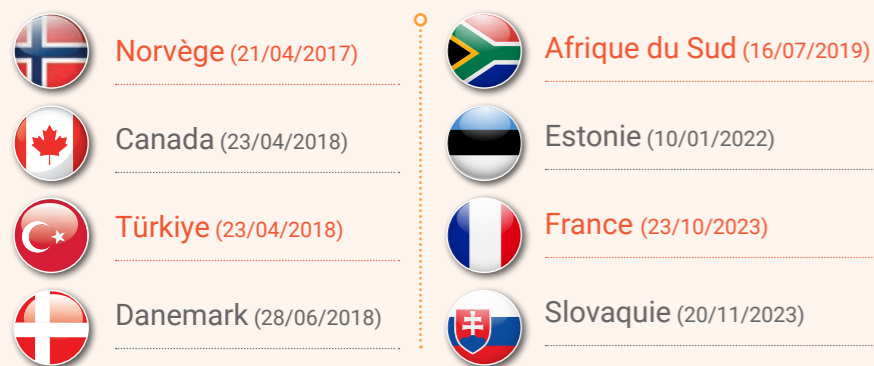 Norvège (21/04/2017)
Canada (23/04/2018)
Türkiye (23/04/2018)
Danemark (28/06/2018)
Afrique du Sud (16/07/2019)
Estonie (10/01/2022)
France (23/10/2023)
Slovaquie (20/11/2023)